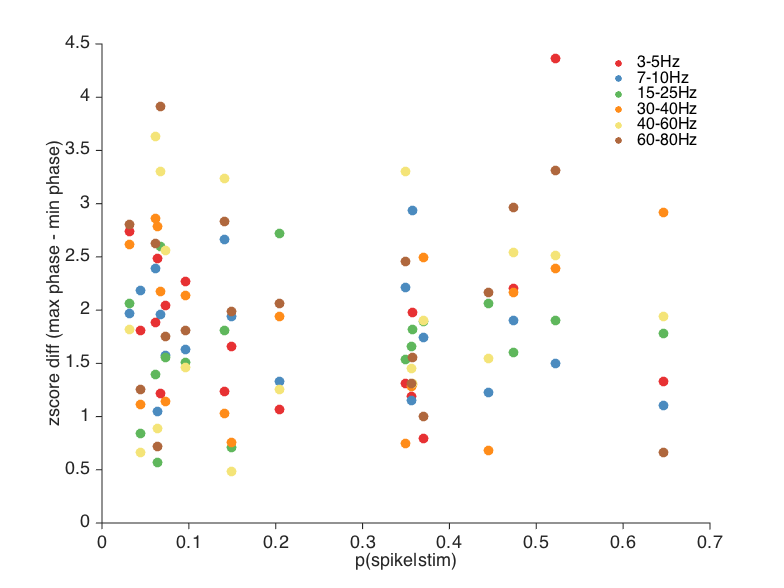 4.5
4
3.5
3
2.5
2
1.5
1
0.5
0
zscore diff (max phase - min phase)
0 0.1 0.2 0.3 0.4 0.5 0.6 0.7
p(spike|stim)
3-5Hz
7-10Hz
15-25Hz
30-40Hz
40-60Hz
60-80Hz